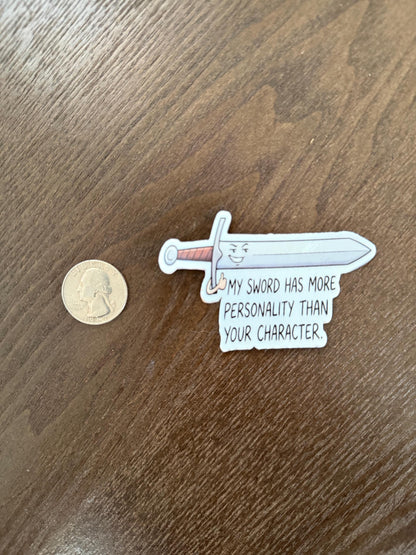 MY SWORD HAS MORE
PERSONALITY THAN
YOUR CHARACTER.